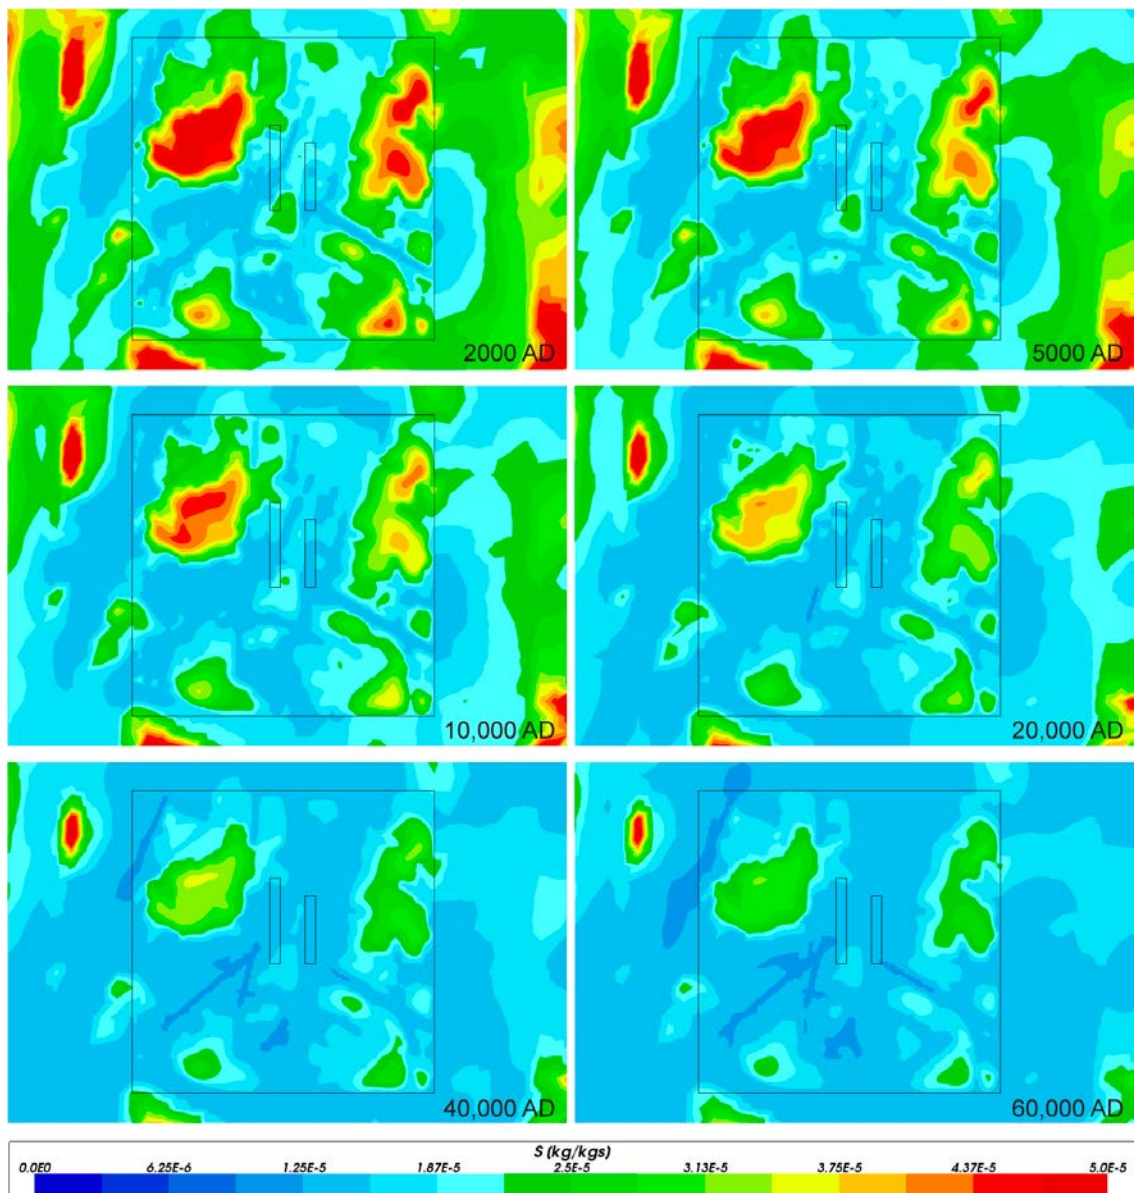 2000 AD
5000 AD
10,000 AD
20,000 AD
40,000 AD
60,000 AD
S (kg/kgs)
0.0E0 6.25E-6 1.25E-5 1.87E-5 2.5E-5 3.13E-5 3.75E-5 4.37E-5 5.0E-5